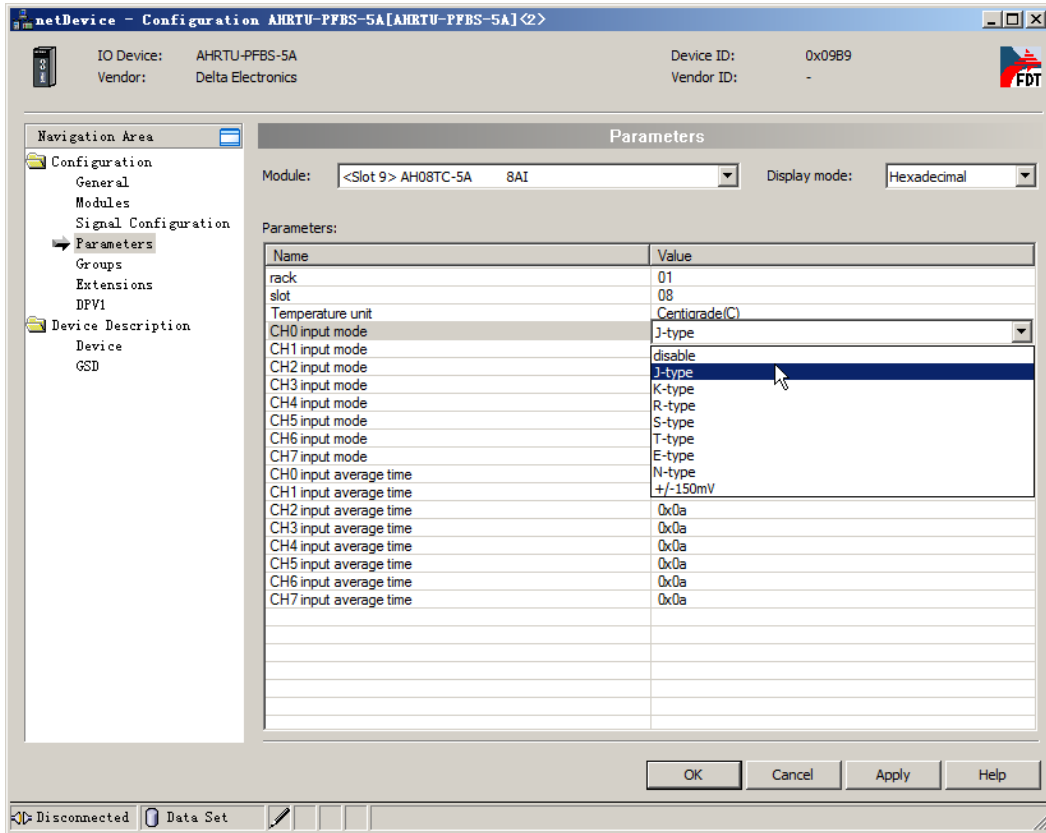 netDevice - Configuration AHRTU-PFBS-5A[AHRTU-PFBS-5A]<2>
IO Device: AHRTU-PFBS-5A Device ID: 0x09B9
Vendor: Delta Electronics Vendor ID: -
FDT
Navigation Area
Configuration
General
Modules
Signal Configuration
Parameters
Groups
Extensions
DPV1
Device Description
Device
GSD
Parameters
Module: <Slot 9> AH08TC-5A 8AI Display mode: Hexadecimal
Parameters:
Name Value
rack 01
slot 08
Temperature unit Centigrade(C)
CH0 input mode J-type
CH1 input mode
CH2 input mode
CH3 input mode
CH4 input mode
CH5 input mode
CH6 input mode
CH7 input mode
CH0 input average time
CH1 input average time
disable
J-type
K-type
R-type
S-type
T-type
E-type
N-type
+/-150mV
CH2 input average time 0x0a
CH3 input average time 0x0a
CH4 input average time 0x0a
CH5 input average time 0x0a
CH6 input average time 0x0a
CH7 input average time 0x0a
OK Cancel Apply Help
Disconnected Data Set